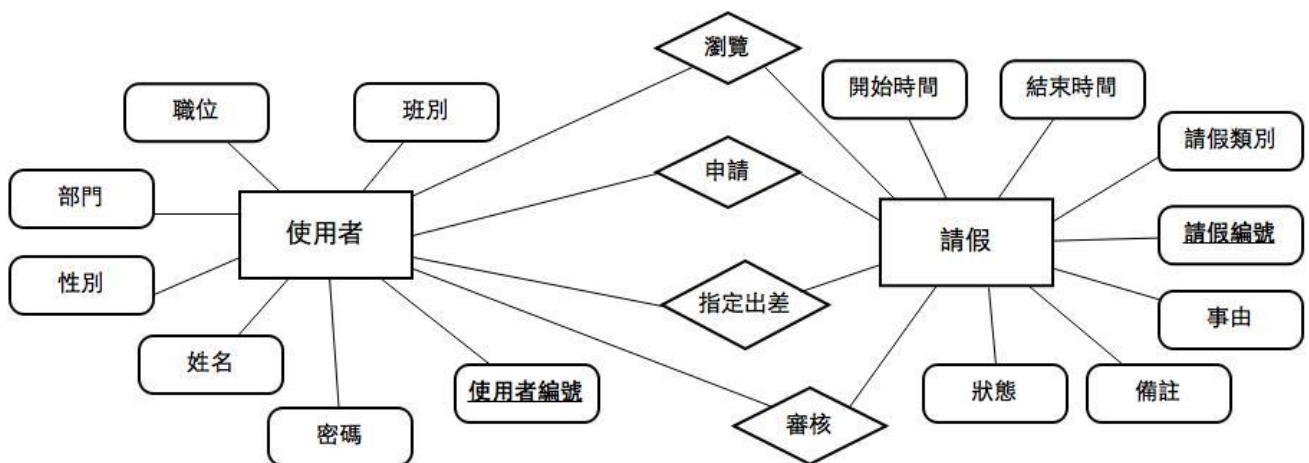 瀏覽
開始時間
結束時間
職位
班別
請假類別
申請
部門
使用者
請假
請假編號
性別
指定出差
事由
姓名
使用者編號
狀態
備註
密碼
審核